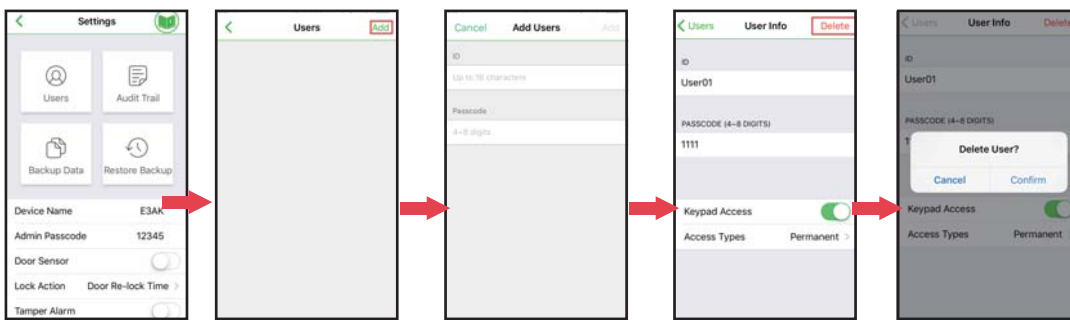 Settings
Users
Audit Trail
Backup Data
Restore Backup
Device Name E3AK
Admin Passcode 12345
Door Sensor
Lock Action Door Re-lock Time
Tamper Alarm
Users Add
Cancel Add Users Add
ID
Up to 16 characters
Passcode
4~8 digits
Users User Info Delete
ID
User01
PASSCODE (4~8 DIGITS)
1111
Keypad Access
Access Types Permanent
Users User Info Delete
ID
User01
PASSCODE (4~8 DIGITS)
Delete User?
Cancel Confirm
Keypad Access
Access Types Permanent